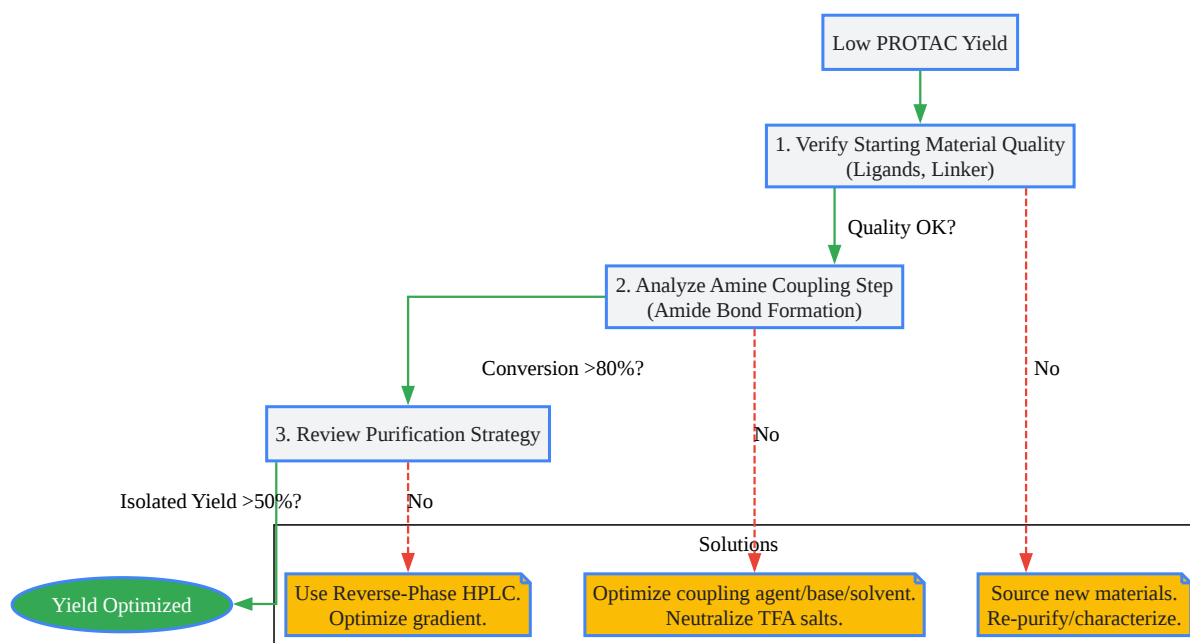 Low PROTAC Yield
1. Verify Starting Material Quality
(Ligands, Linker)
Quality OK?
2. Analyze Amine Coupling Step
(Amide Bond Formation)
Conversion >80%?
No
3. Review Purification Strategy
No
Isolated Yield >50%?
No
Solutions
Yield Optimized
Use Reverse-Phase HPLC.
Optimize gradient.
Optimize coupling agent/base/solvent.
Neutralize TFA salts.
Source new materials.
Re-purify/characterize.